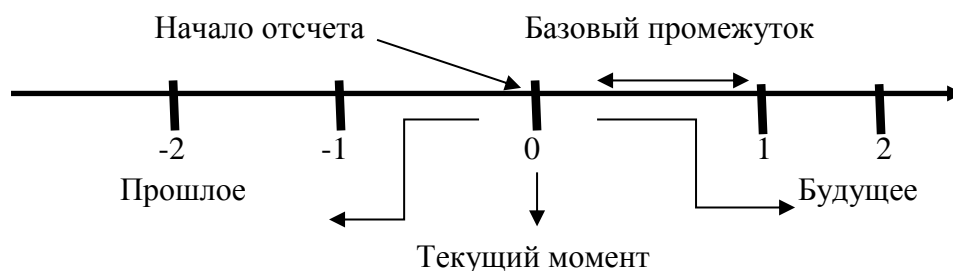 Начало отсчета Базовый промежуток
-2 -1 0 1 2
Прошлое Будущее
Текущий момент